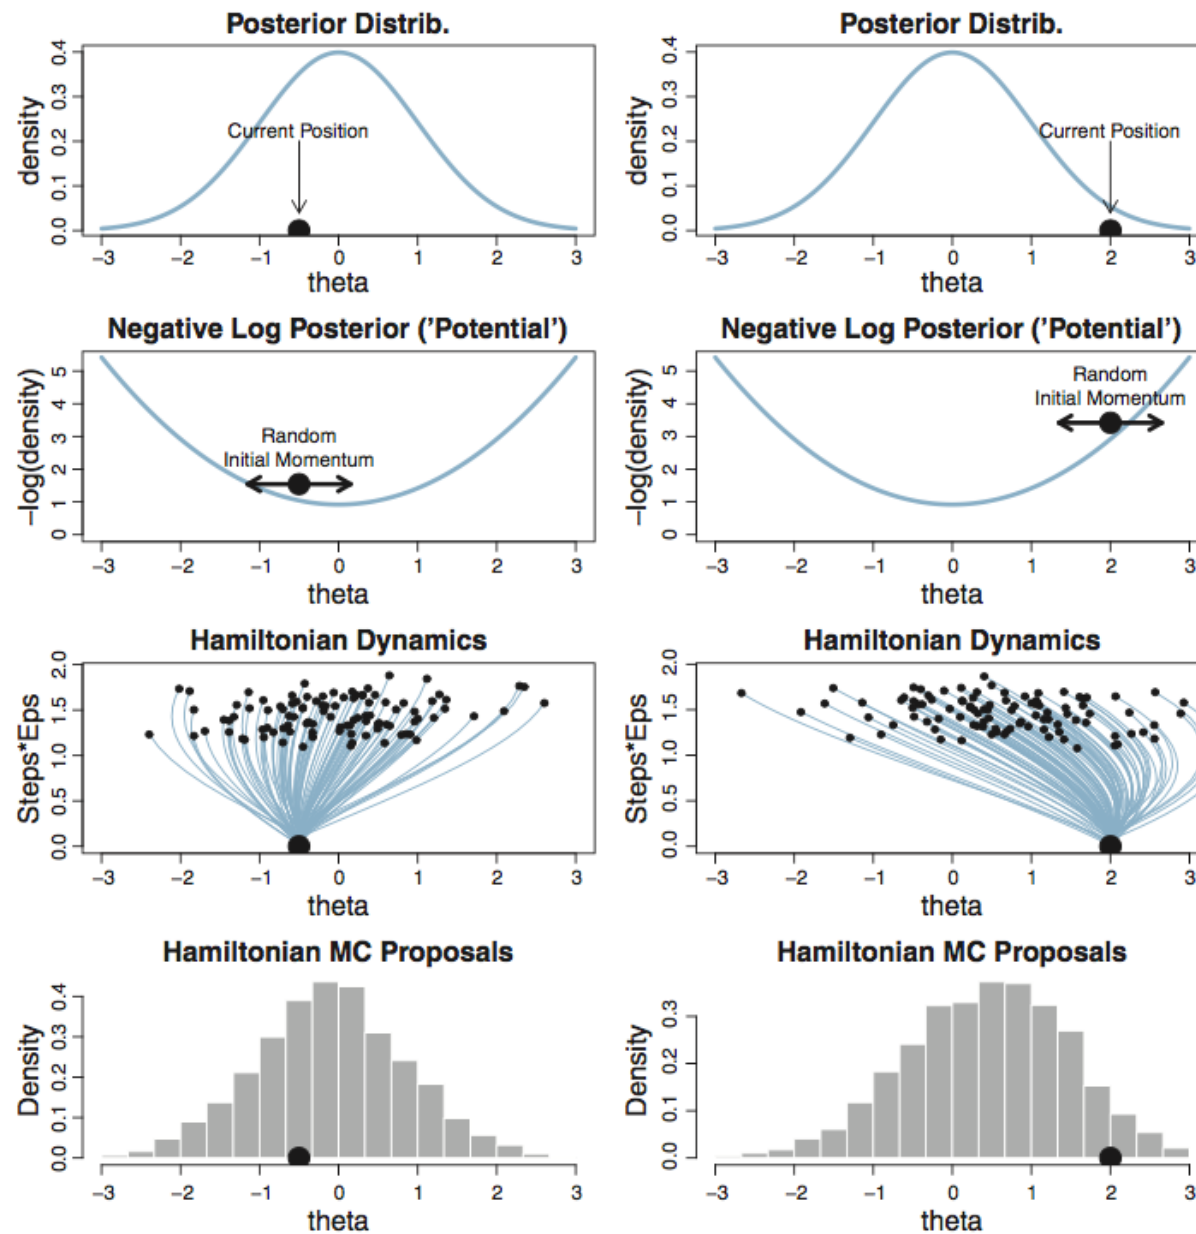 Posterior Distrib.
density
0.0 0.1 0.2 0.3 0.4
Current Position
−3 −2 −1 0 1 2 3
theta
Posterior Distrib.
density
0.0 0.1 0.2 0.3 0.4
Current Position
−3 −2 −1 0 1 2 3
theta
Negative Log Posterior ('Potential')
−log(density)
0 1 2 3 4 5
Random
Initial Momentum
−3 −2 −1 0 1 2 3
theta
Negative Log Posterior ('Potential')
−log(density)
0 1 2 3 4 5
Random
Initial Momentum
−3 −2 −1 0 1 2 3
theta
Hamiltonian Dynamics
Steps*Eps
0.0 0.5 1.0 1.5 2.0
−3 −2 −1 0 1 2 3
theta
Hamiltonian Dynamics
Steps*Eps
0.0 0.5 1.0 1.5 2.0
−3 −2 −1 0 1 2 3
theta
Hamiltonian MC Proposals
Density
0.0 0.1 0.2 0.3 0.4
−3 −2 −1 0 1 2 3
theta
Hamiltonian MC Proposals
Density
0.0 0.1 0.2 0.3
−3 −2 −1 0 1 2 3
theta